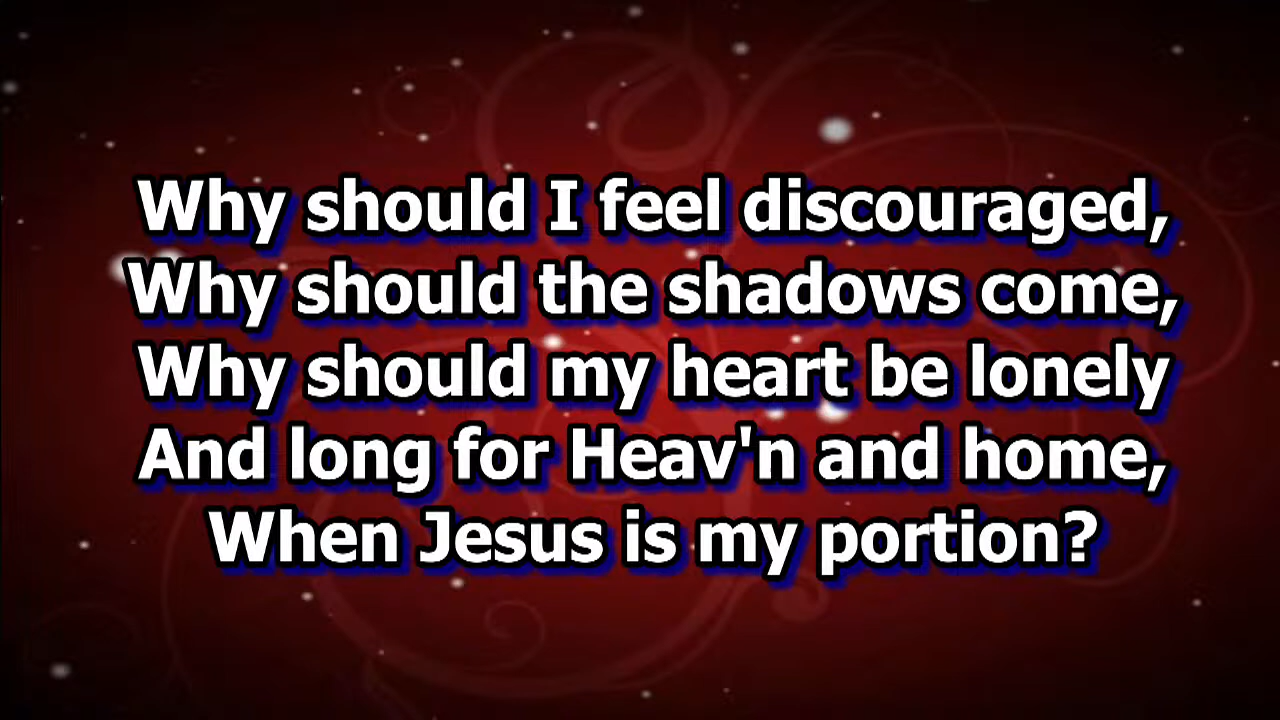 Why should I feel discouraged,
Why should the shadows come,
Why should my heart be lonely
And long for Heav'n and home,
When Jesus is my portion?